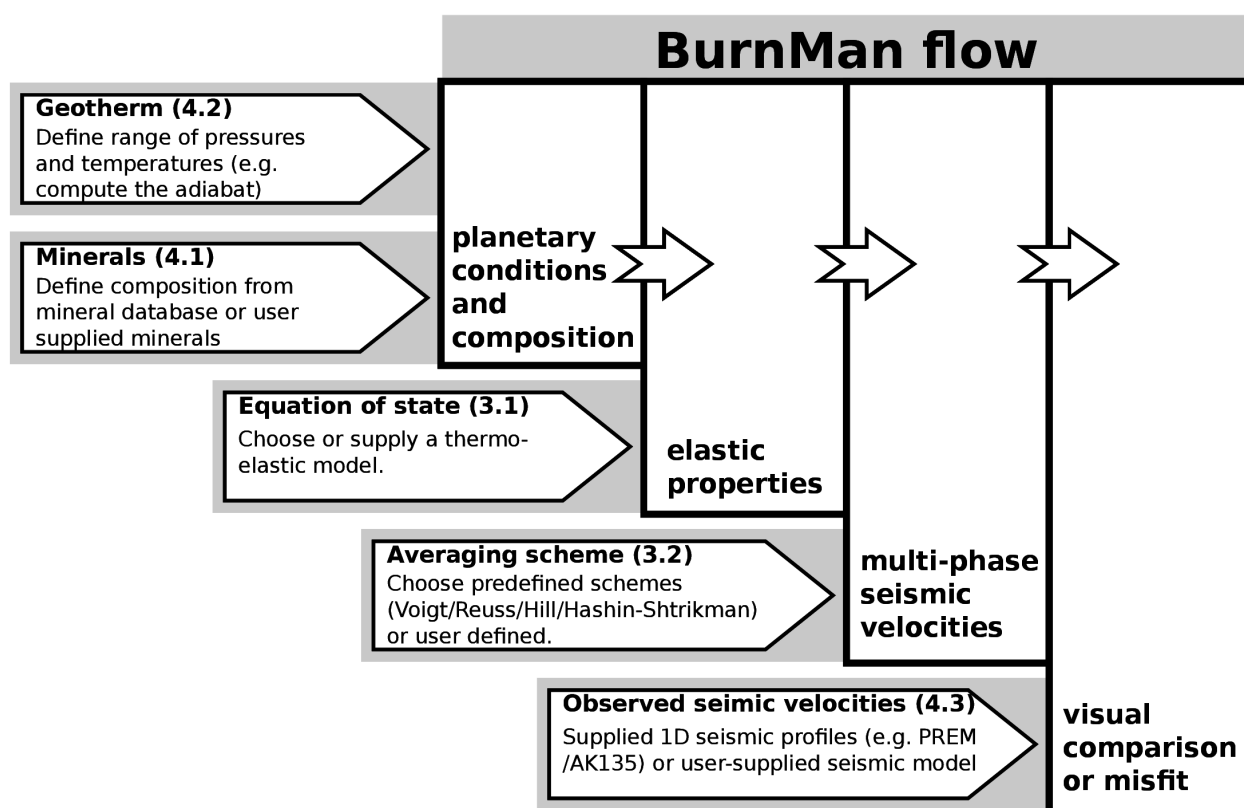 BurnMan flow
Geotherm (4.2)
Define range of pressures
and temperatures (e.g.
compute the adiabat)
Minerals (4.1)
Define composition from
mineral database or user
supplied minerals
planetary
conditions
and
composition
Equation of state (3.1)
Choose or supply a thermo-
elastic model.
elastic
properties
Averaging scheme (3.2)
Choose predefined schemes
(Voigt/Reuss/Hill/Hashin-Shtrikman)
or user defined.
multi-phase
seismic
velocities
Observed seimic velocities (4.3)
Supplied 1D seismic profiles (e.g. PREM
/AK135) or user-supplied seismic model
visual
comparison
or misfit